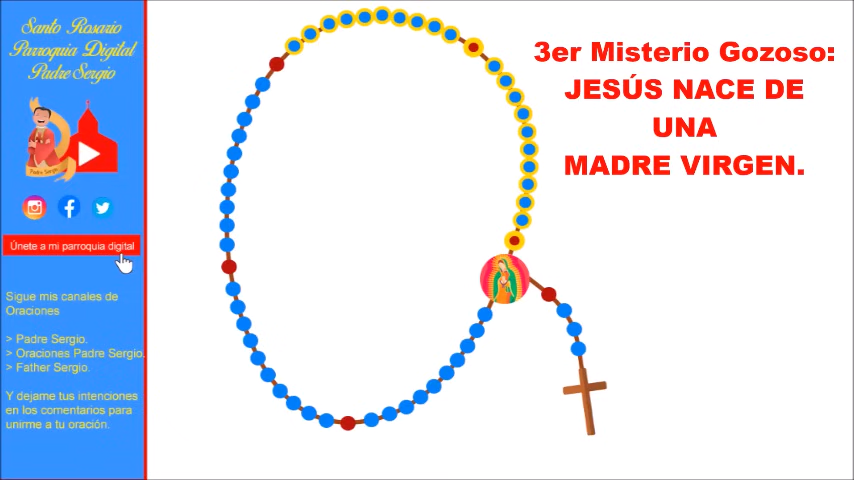 Santo Rosario
Parroquia Digital
Padre Sergio
Padre Sergio
Únete a mi parroquia digital
Sigue mis canales de
Oraciones
> Padre Sergio.
> Oraciones Padre Sergio.
> Father Sergio.
Y dejame tus intenciones
en los comentarios para
unirme a tu oración.
3er Misterio Gozoso:
JESÚS NACE DE
UNA
MADRE VIRGEN.